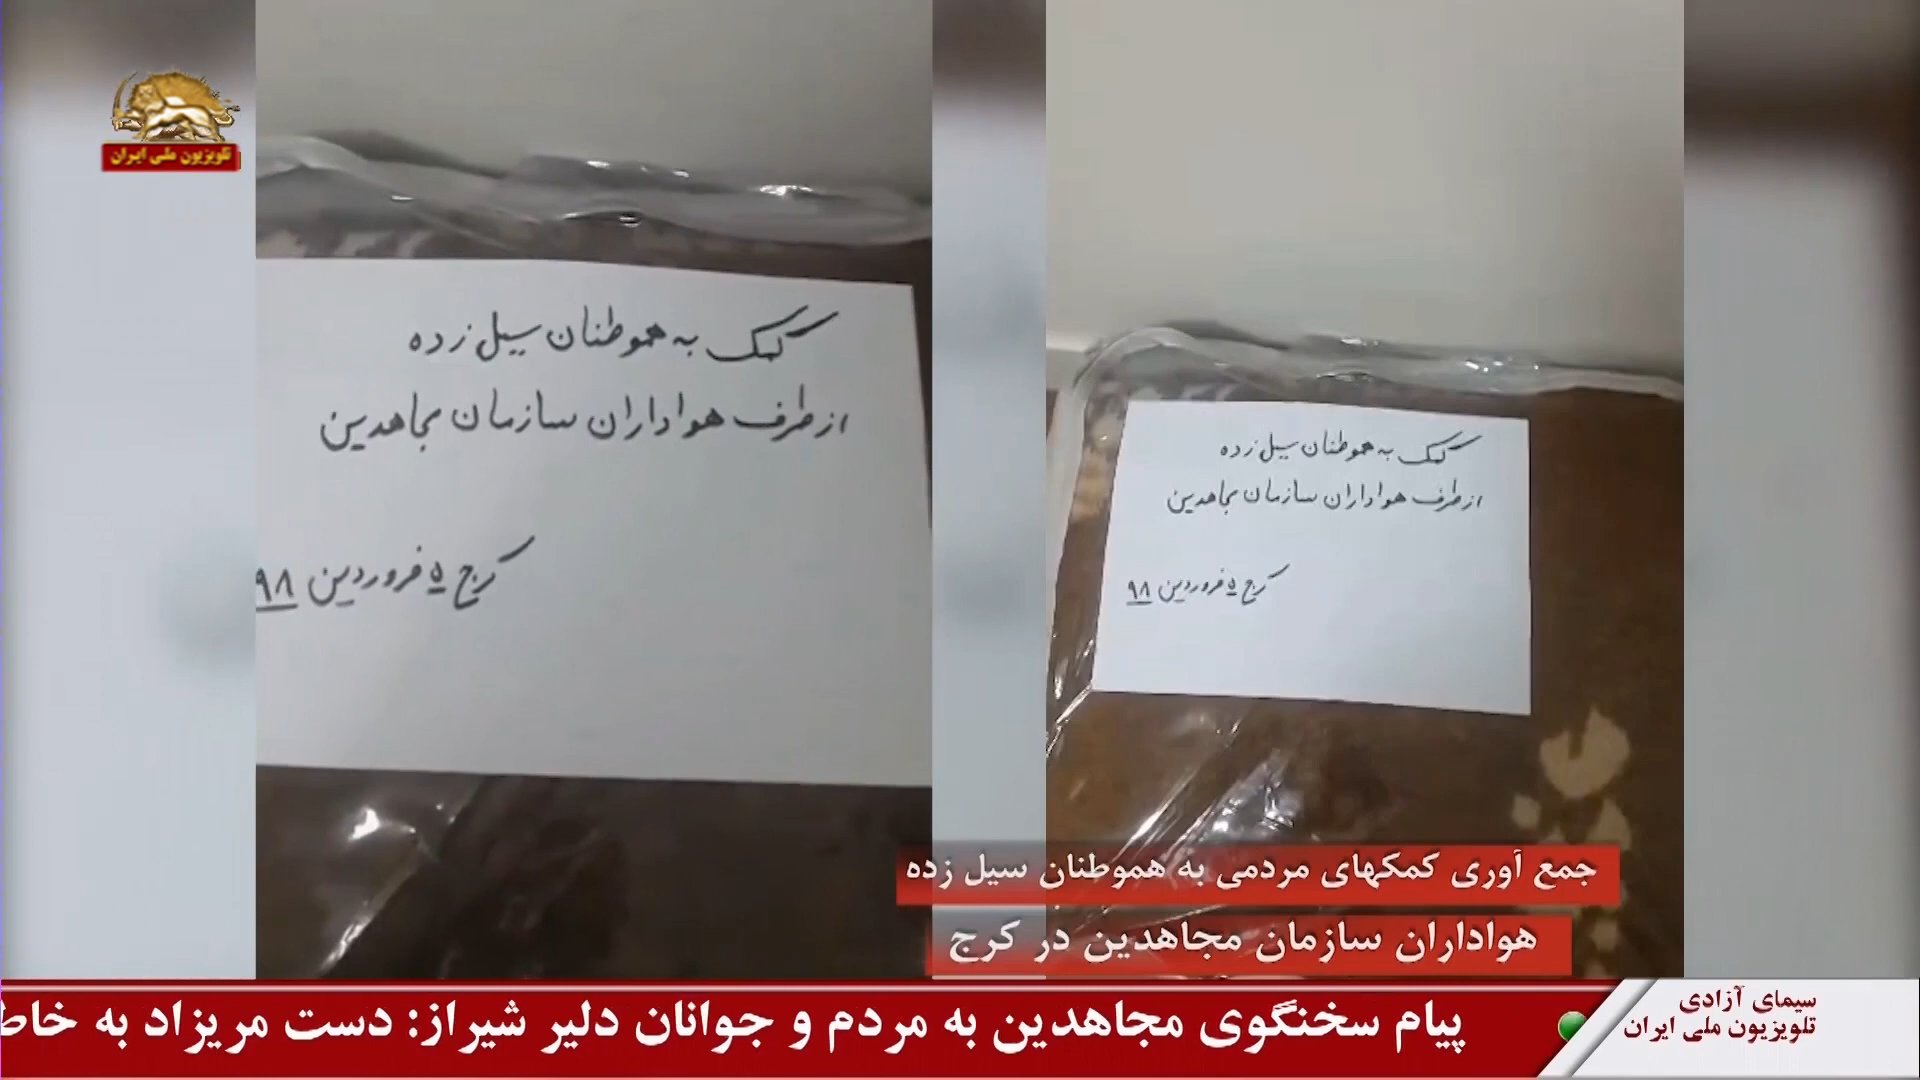 تلویزیون ملی ایران
کمک به هموطنان سیل زده
از طرف هواداران سازمان مجاهدین
کرج ۵ فروردین ۹۸
کمک به هموطنان سیل زده
از طرف هواداران سازمان مجاهدین
کرج ۵ فروردین ۹۸
جمع آوری کمکهای مردمی به هموطنان سیل زده
هواداران سازمان مجاهدین در کرج
پیام سخنگوی مجاهدین به مردم و جوانان دلیر شیراز: دست مریزاد به
سیمای آزادی
تلویزیون ملی ایران